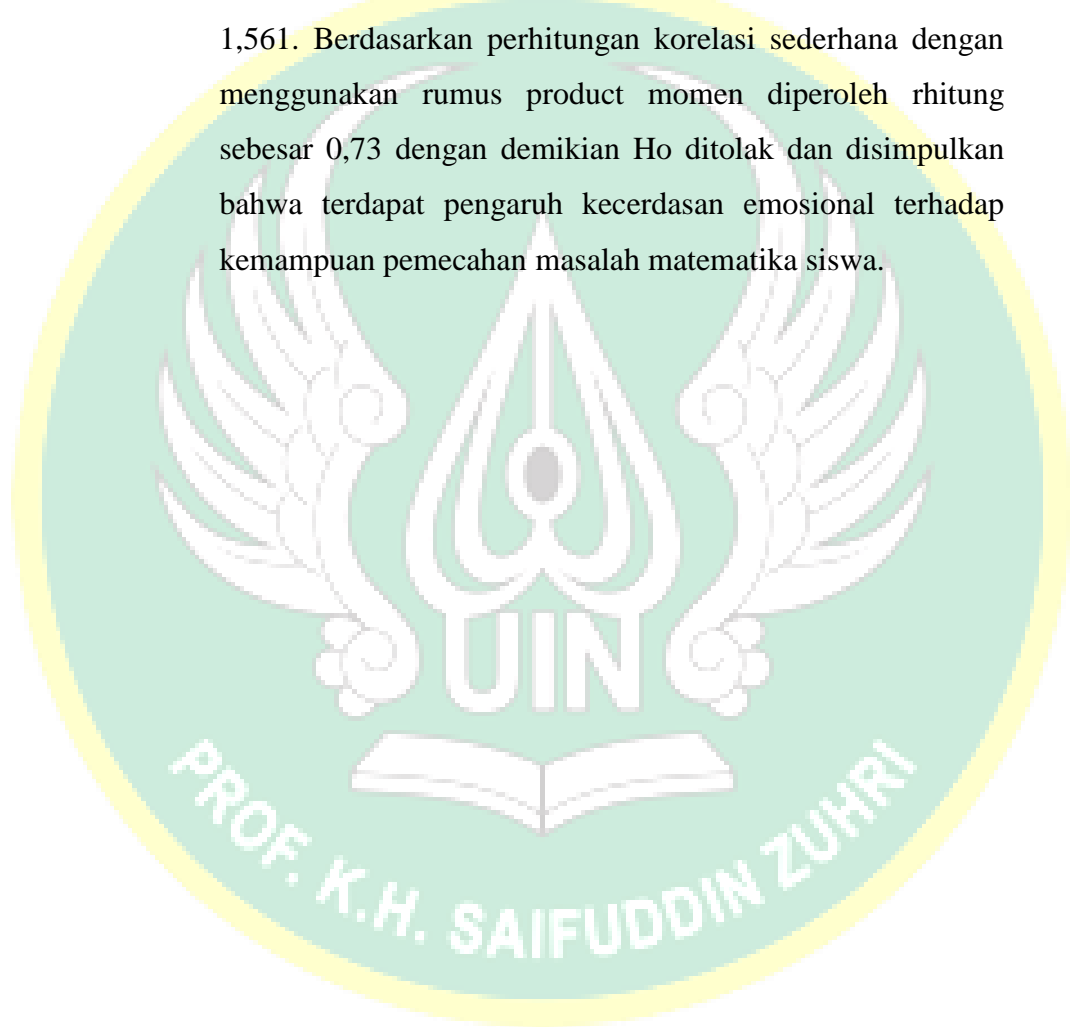 1,561. Berdasarkan perhitungan korelasi sederhana dengan
menggunakan rumus product momen diperoleh rhitung
sebesar 0,73 dengan demikian Ho ditolak dan disimpulkan
bahwa terdapat pengaruh kecerdasan emosional terhadap
kemampuan pemecahan masalah matematika siswa.
UIN
PROF. K.H. SAIFUDDIN ZUHRI